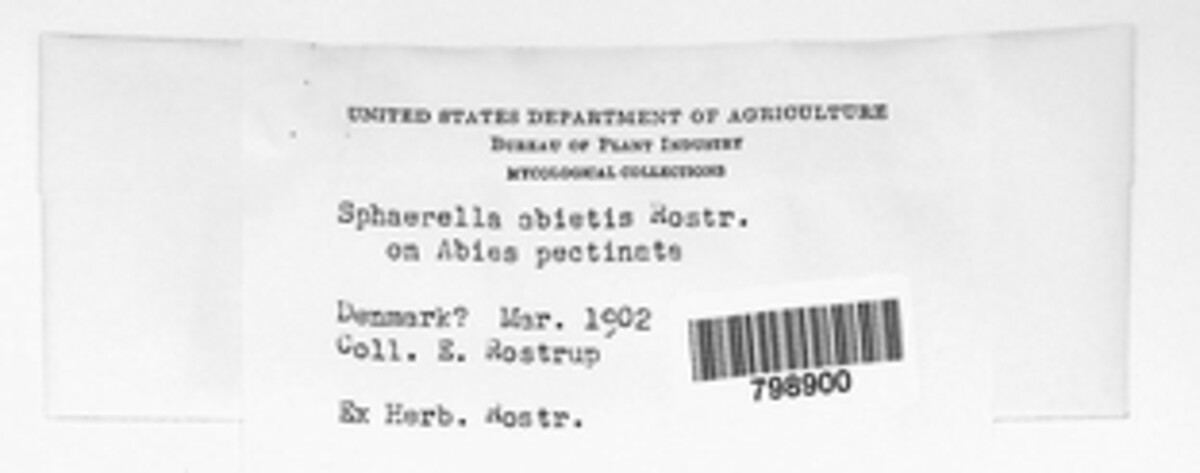 UNITED STATES DEPARTMENT OF AGRICULTURE
BUREAU OF PLANT INDUSTRY
MYCOLOGICAL COLLECTIONS
Sphaerella abietis Rostr.
on Abies pectinata
Denmark? Mar. 1902
Coll. E. Rostrup
798900
Ex Herb. Rostr.